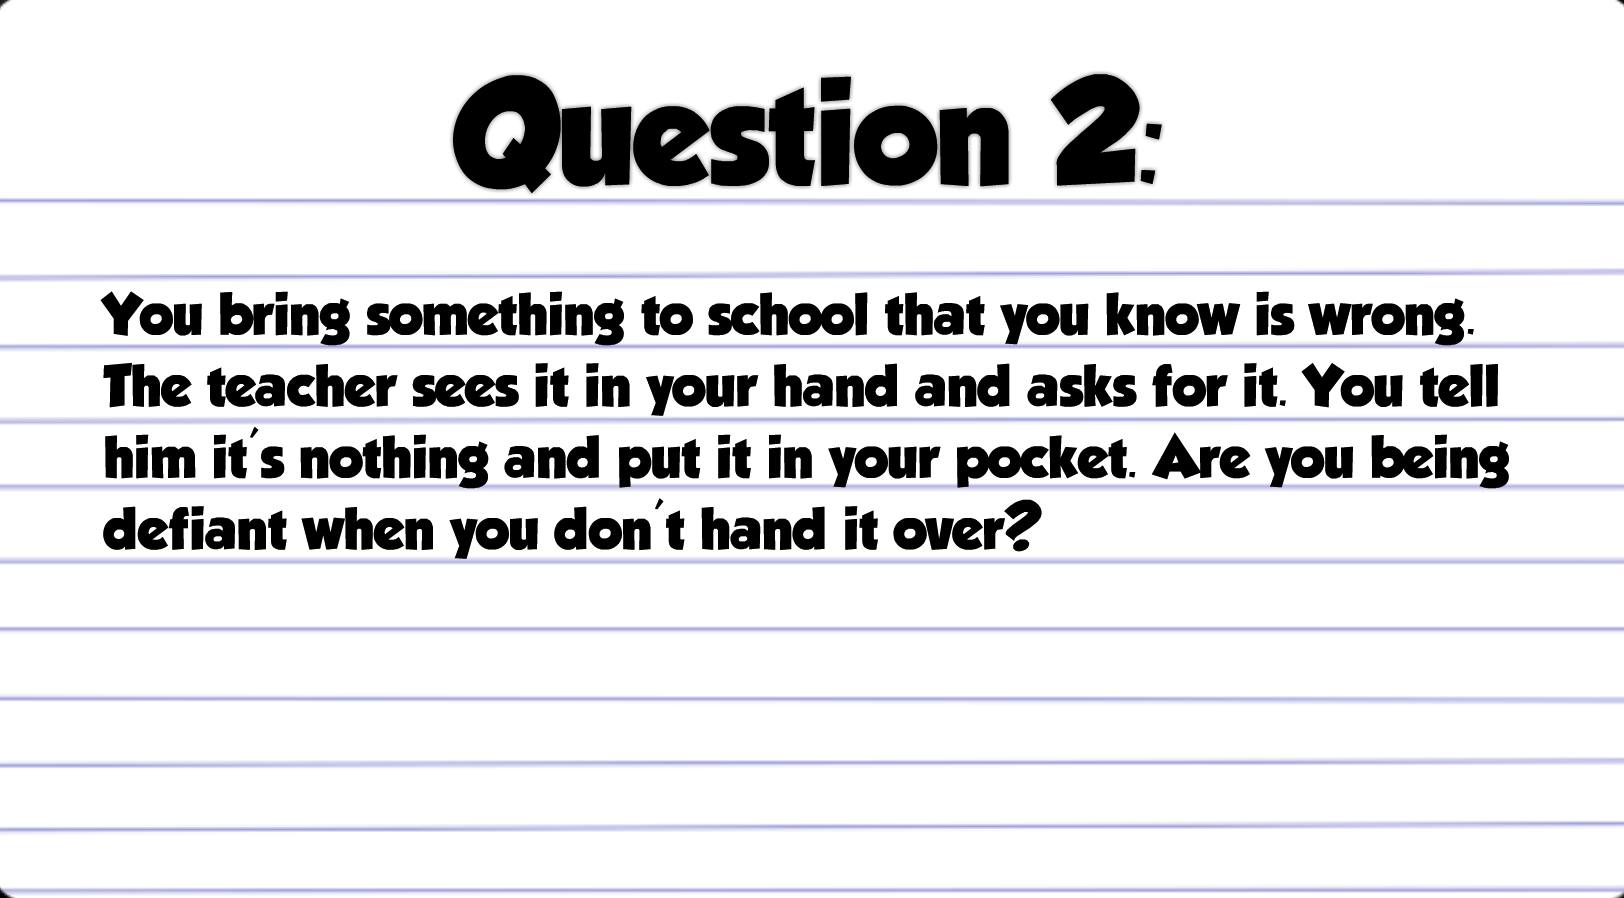 Question 2:
You bring something to school that you know is wrong.
The teacher sees it in your hand and asks for it. You tell
him it's nothing and put it in your pocket. Are you being
defiant when you don't hand it over?